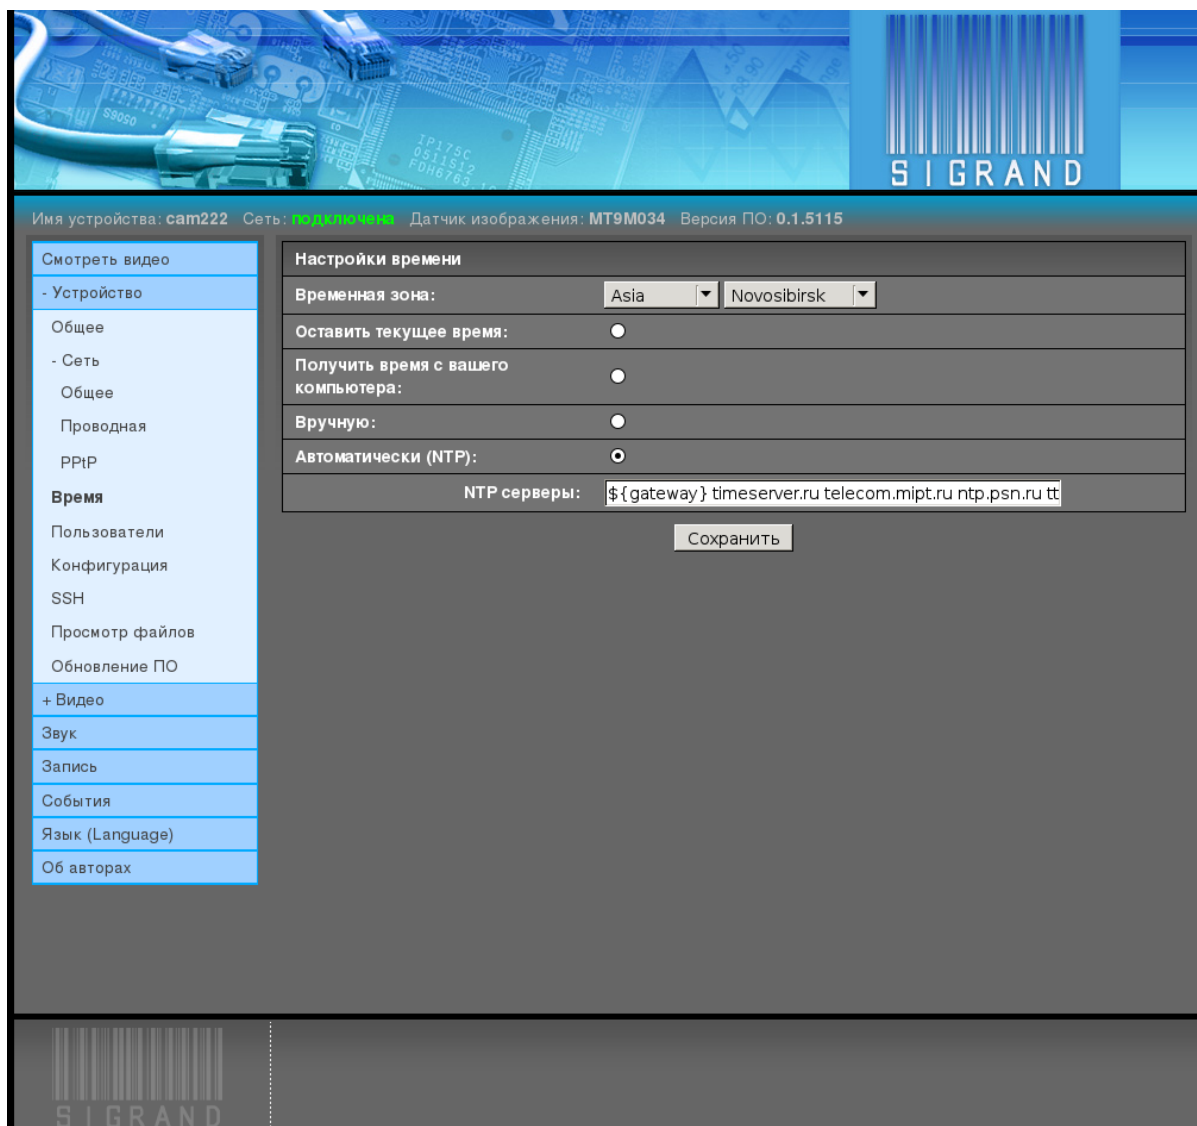 SIGRAND
Имя устройства: cam222 Сеть: подключена Датчик изображения: MT9M034 Версия ПО: 0.1.5115
Смотреть видео
- Устройство
Общее
- Сеть
Общее
Проводная
PPtP
Время
Пользователи
Конфигурация
SSH
Просмотр файлов
Обновление ПО
+ Видео
Звук
Запись
События
Язык (Language)
Об авторах
Настройки времени
Временная зона: Asia Novosibirsk
Оставить текущее время:
Получить время с вашего
компьютера:
Вручную:
Автоматически (NTP):
NTP серверы: ${gateway} timeserver.ru telecom.mipt.ru ntp.psn.ru tt
Сохранить
SIGRAND